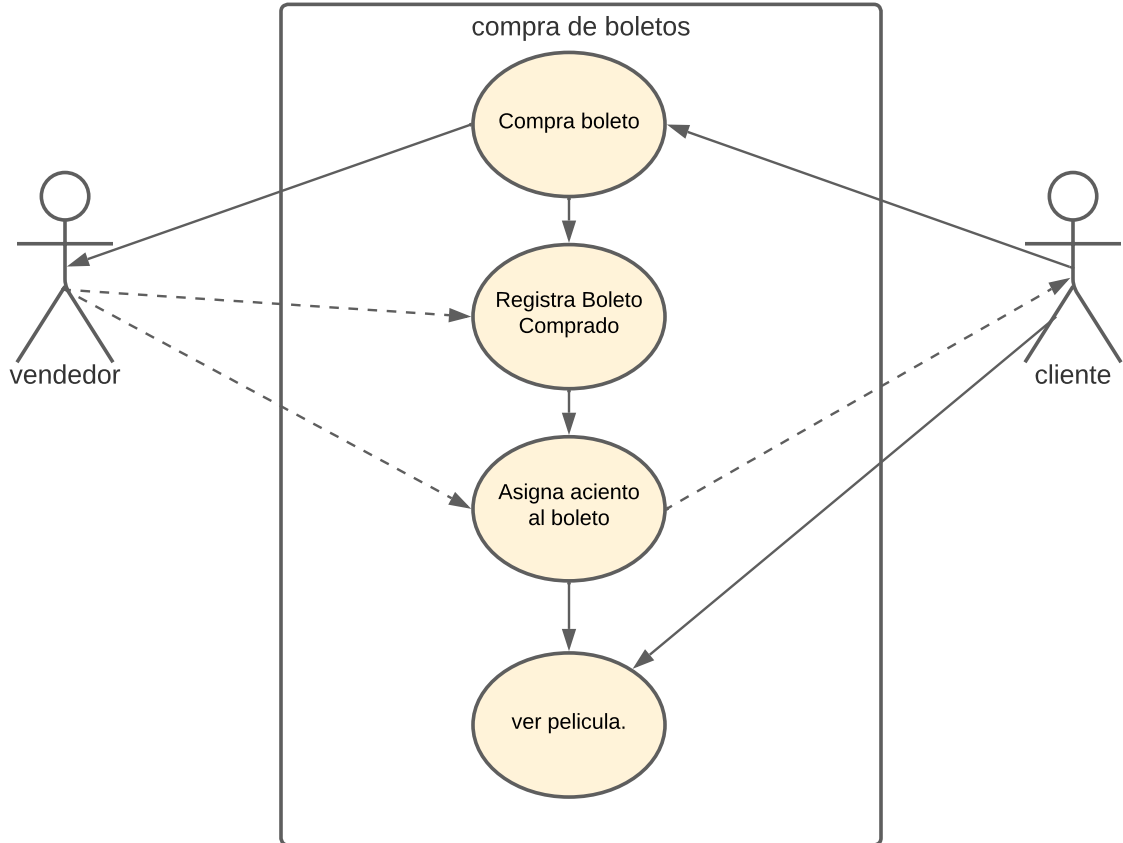 compra de boletos
Compra boleto
Registra Boleto
Comprado
vendedor
cliente
Asigna aciento
al boleto
ver pelicula.